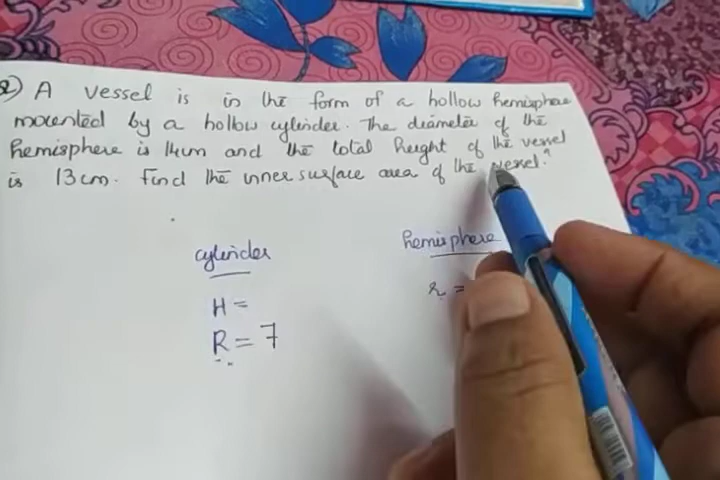 2) A vessel is in the form of a hollow hemisphere
mounted by a hollow cylinder. The diameter of the
hemisphere is 14cm and the total height of the vessel
is 13cm. Find the inner surface area of the vessel?
cylinder
hemisphere
H =
r =
R = 7